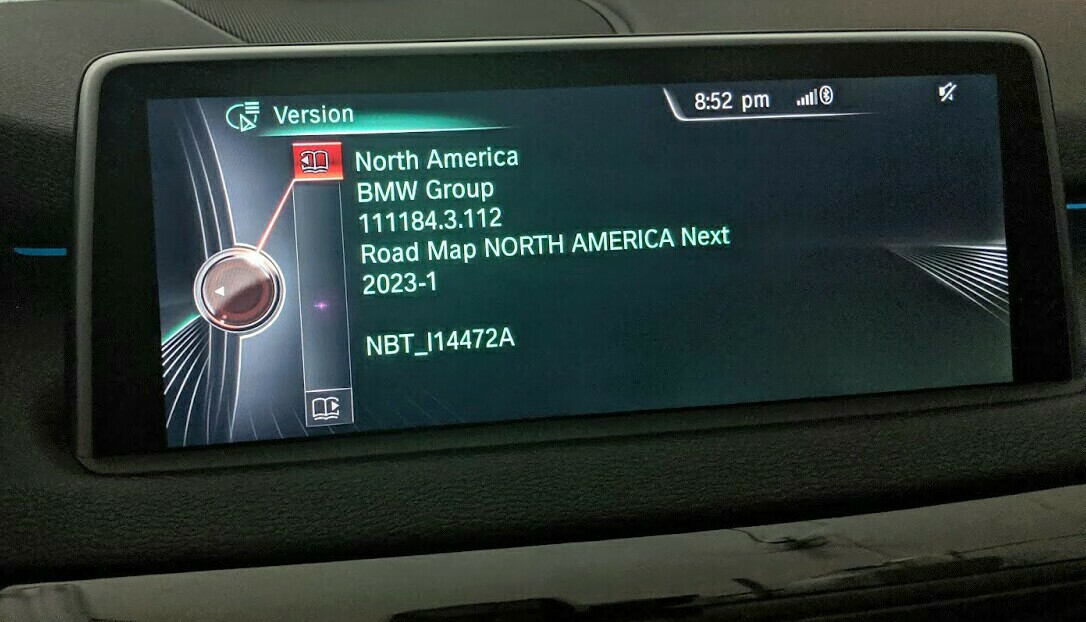 Version
8:52 pm
North America
BMW Group
111184.3.112
Road Map NORTH AMERICA Next
2023-1
NBT_I14472A